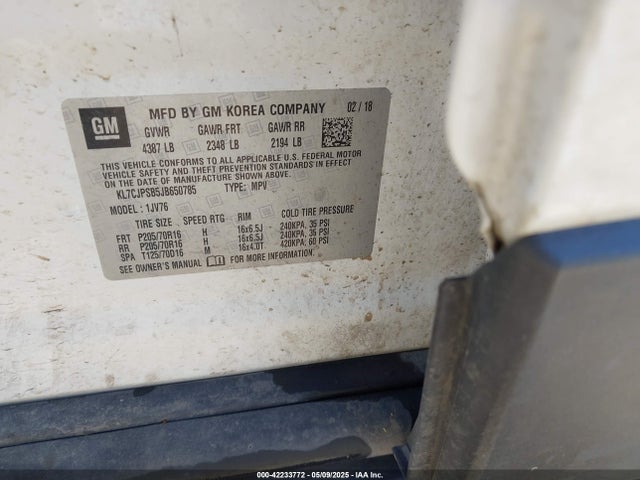 GM
MFD BY GM KOREA COMPANY 02 / 18
GVWR GAWR FRT GAWR RR
4387 LB 2348 LB 2194 LB
THIS VEHICLE CONFORMS TO ALL APPLICABLE U.S. FEDERAL MOTOR
VEHICLE SAFETY AND THEFT PREVENTION STANDARDS IN EFFECT ON THE
DATE OF MANUFACTURE SHOWN ABOVE.
KL7CJPSB5JB650785 TYPE: MPV
MODEL: 1JV76
TIRE SIZE SPEED RTG RIM COLD TIRE PRESSURE
FRT P205/70R16 H 16x6.5J 240KPA, 35 PSI
RR P205/70R16 H 16x6.5J 240KPA, 35 PSI
SPA T125/70D16 M 16x4.0T 420KPA, 60 PSI
SEE OWNER'S MANUAL FOR MORE INFORMATION.
000-42233772 - 05/09/2025 - IAA Inc.